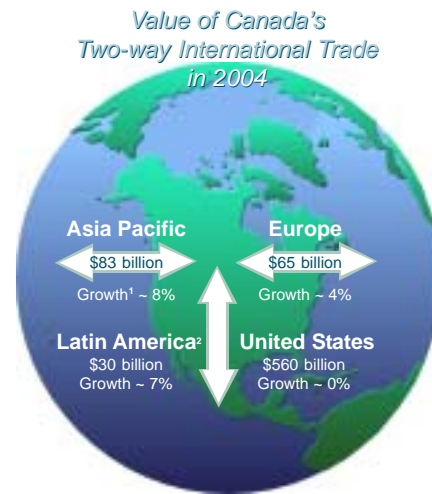 Value of Canada's
Two-way International Trade
in 2004
Asia Pacific
$83 billion
Growth¹ ~ 8%
Europe
$65 billion
Growth ~ 4%
Latin America²
$30 billion
Growth ~ 7%
United States
$560 billion
Growth ~ 0%